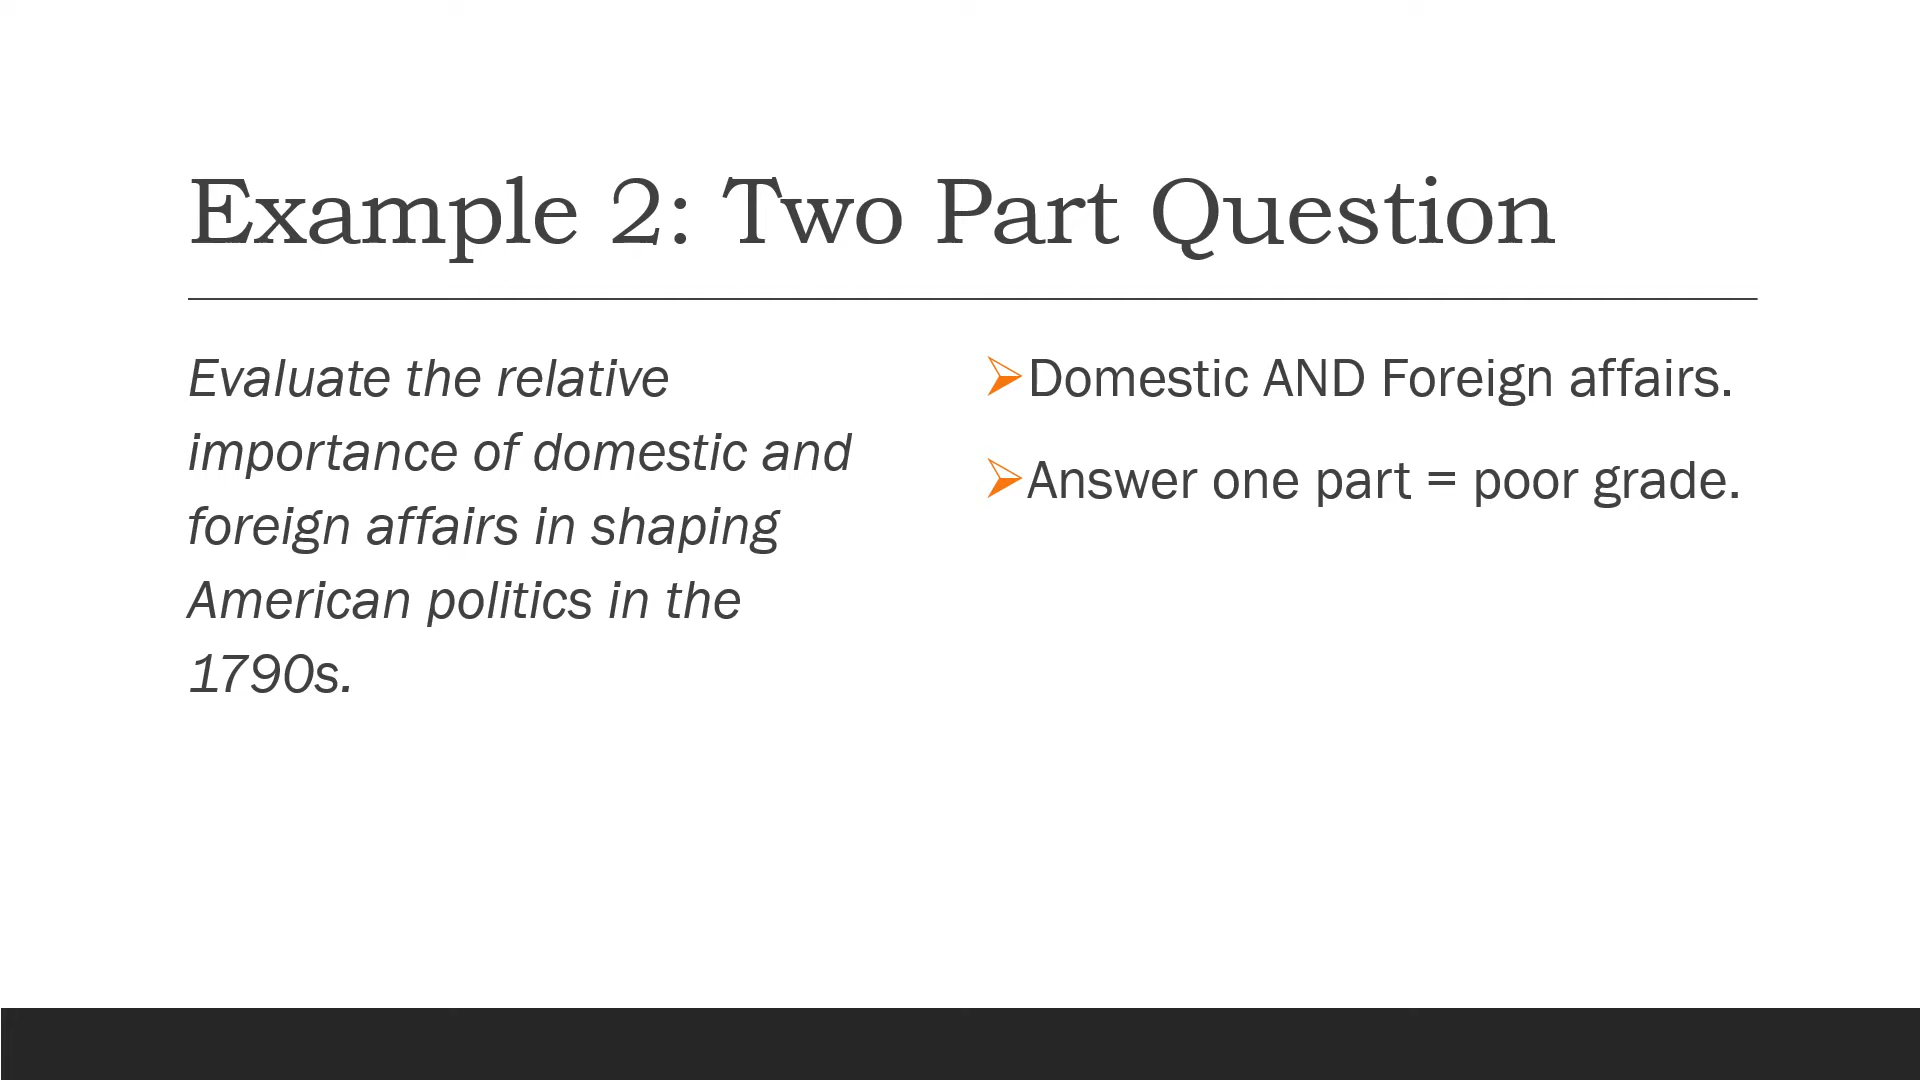 Example 2: Two Part Question
Evaluate the relative
importance of domestic and
foreign affairs in shaping
American politics in the
1790s.
Domestic AND Foreign affairs.
Answer one part = poor grade.